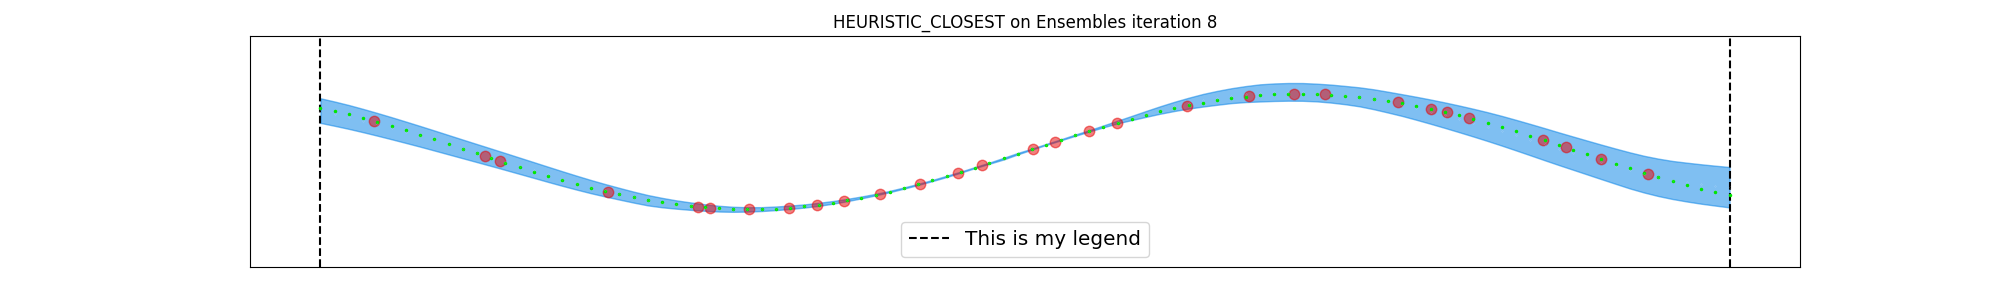 HEURISTIC_CLOSEST on Ensembles iteration 8
This is my legend